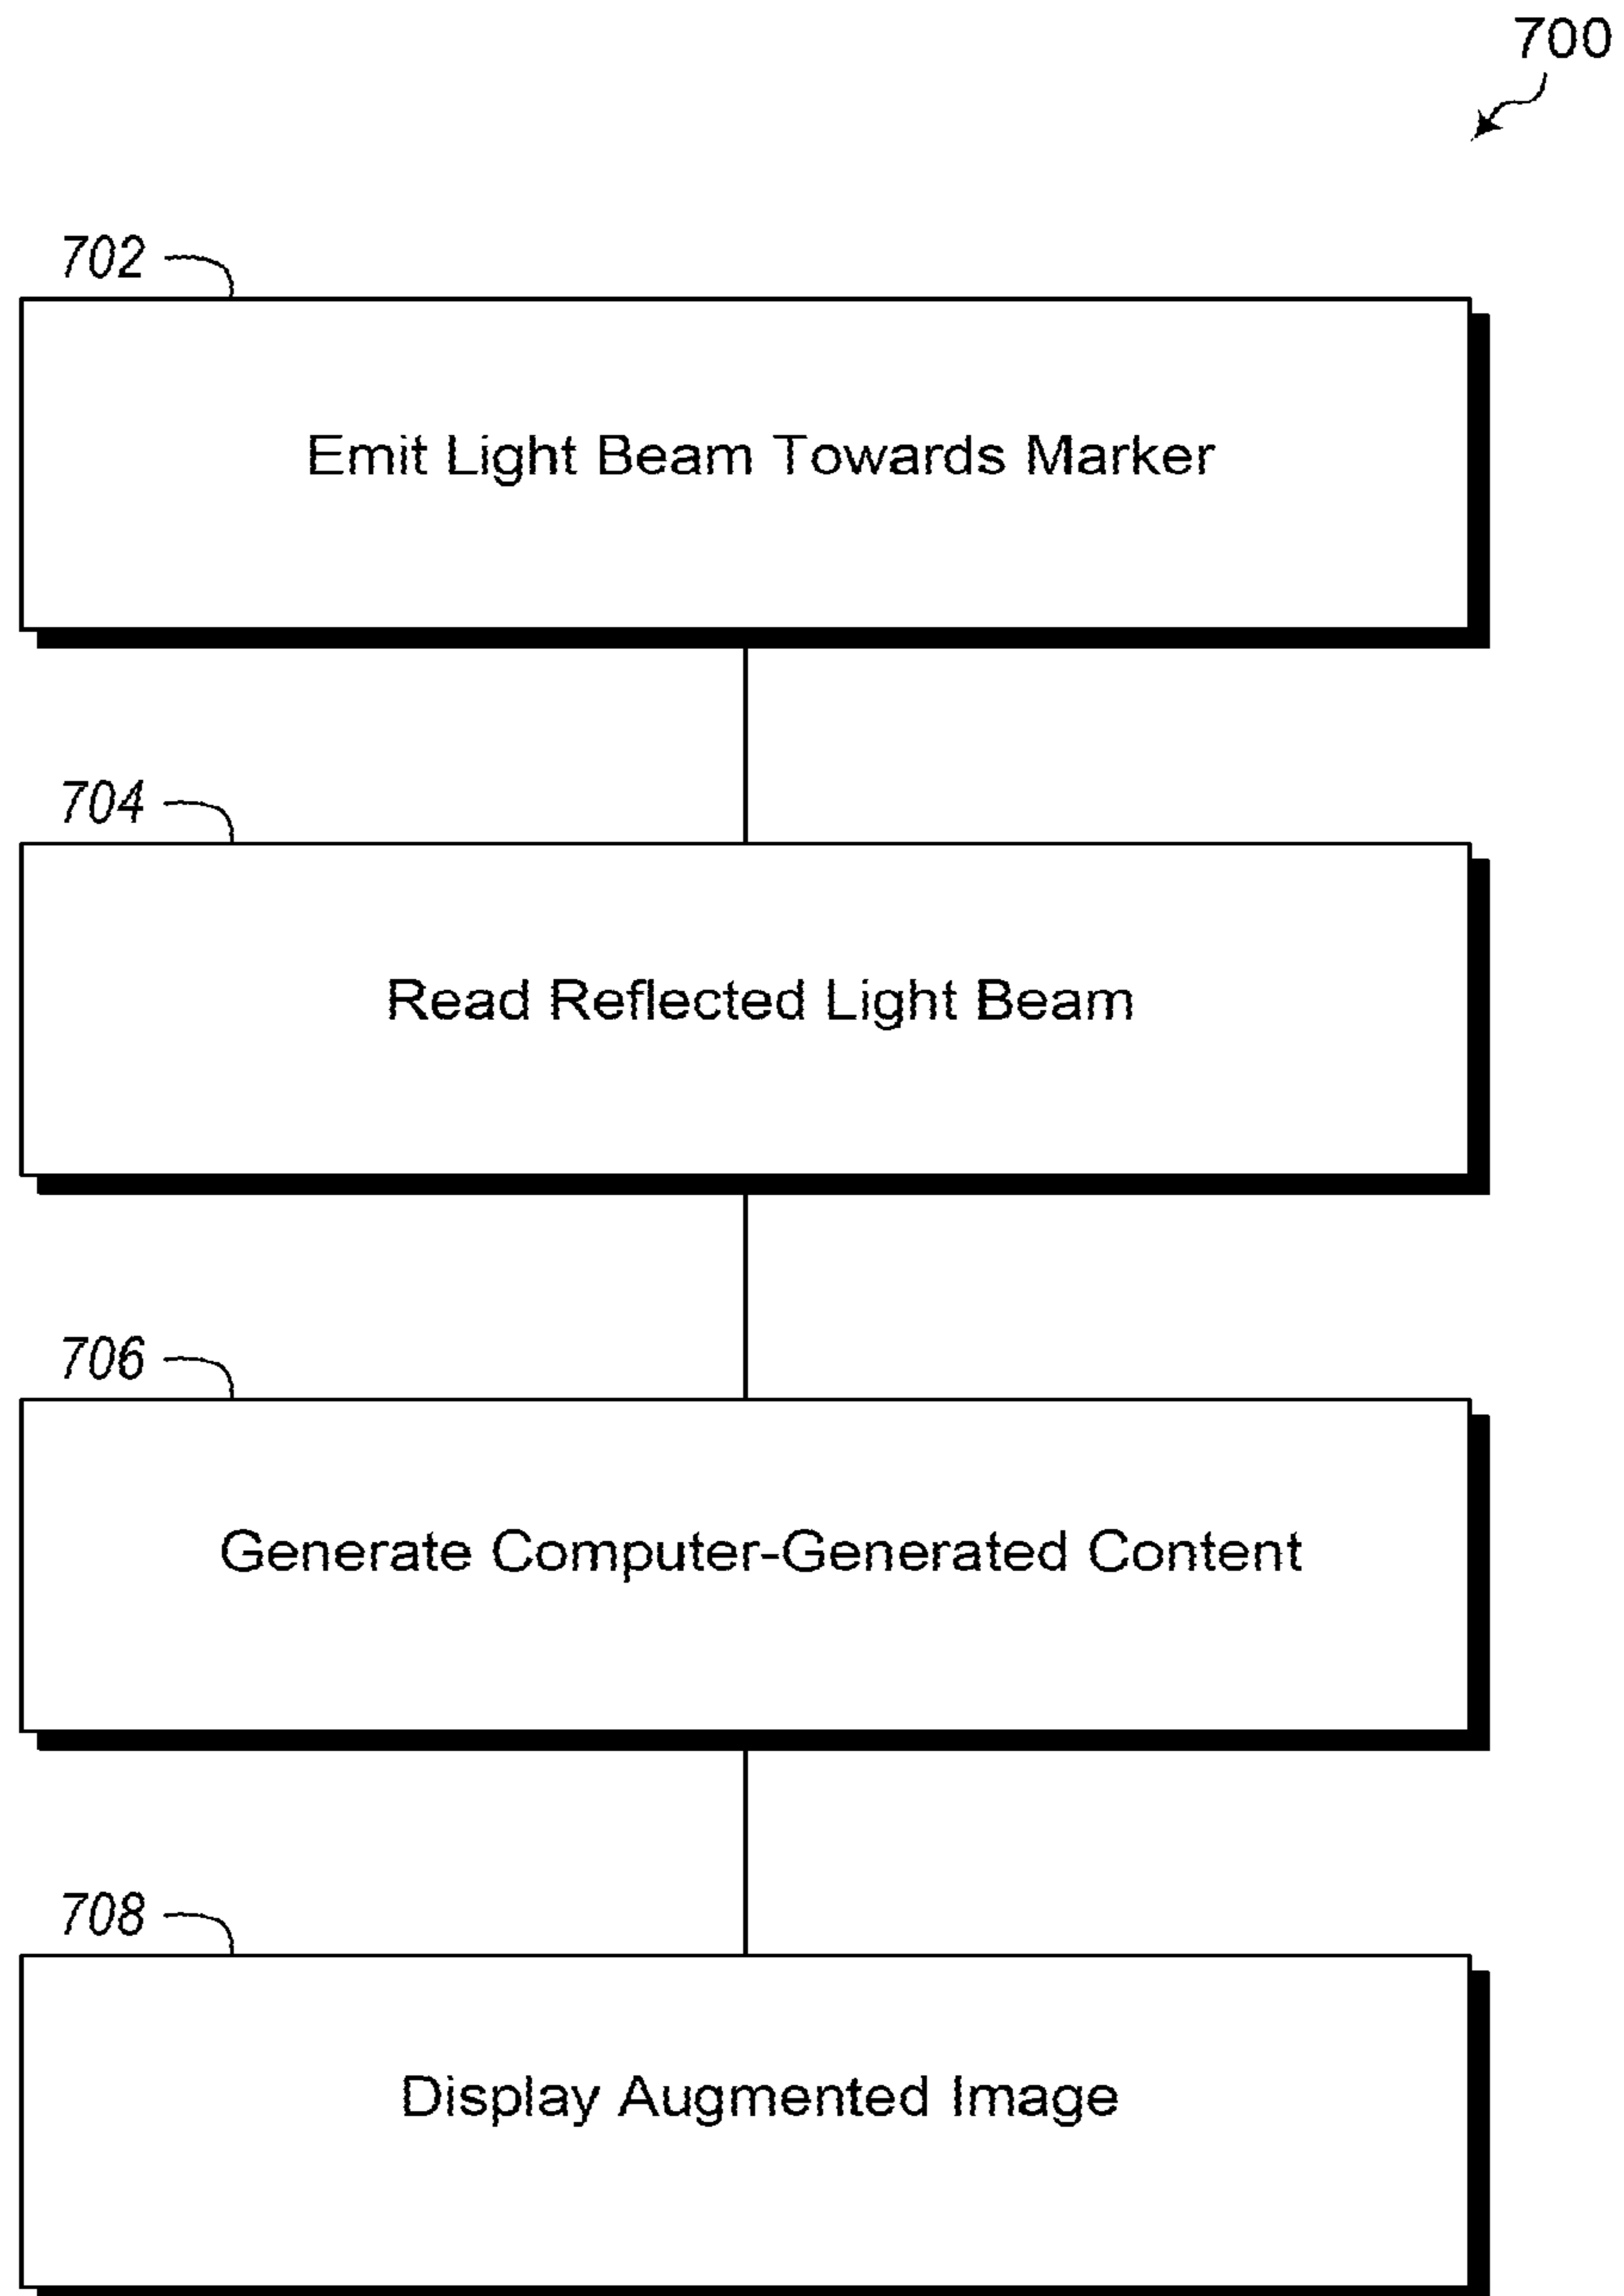 700
702
Emit Light Beam Towards Marker
704
Read Reflected Light Beam
706
Generate Computer-Generated Content
708
Display Augmented Image